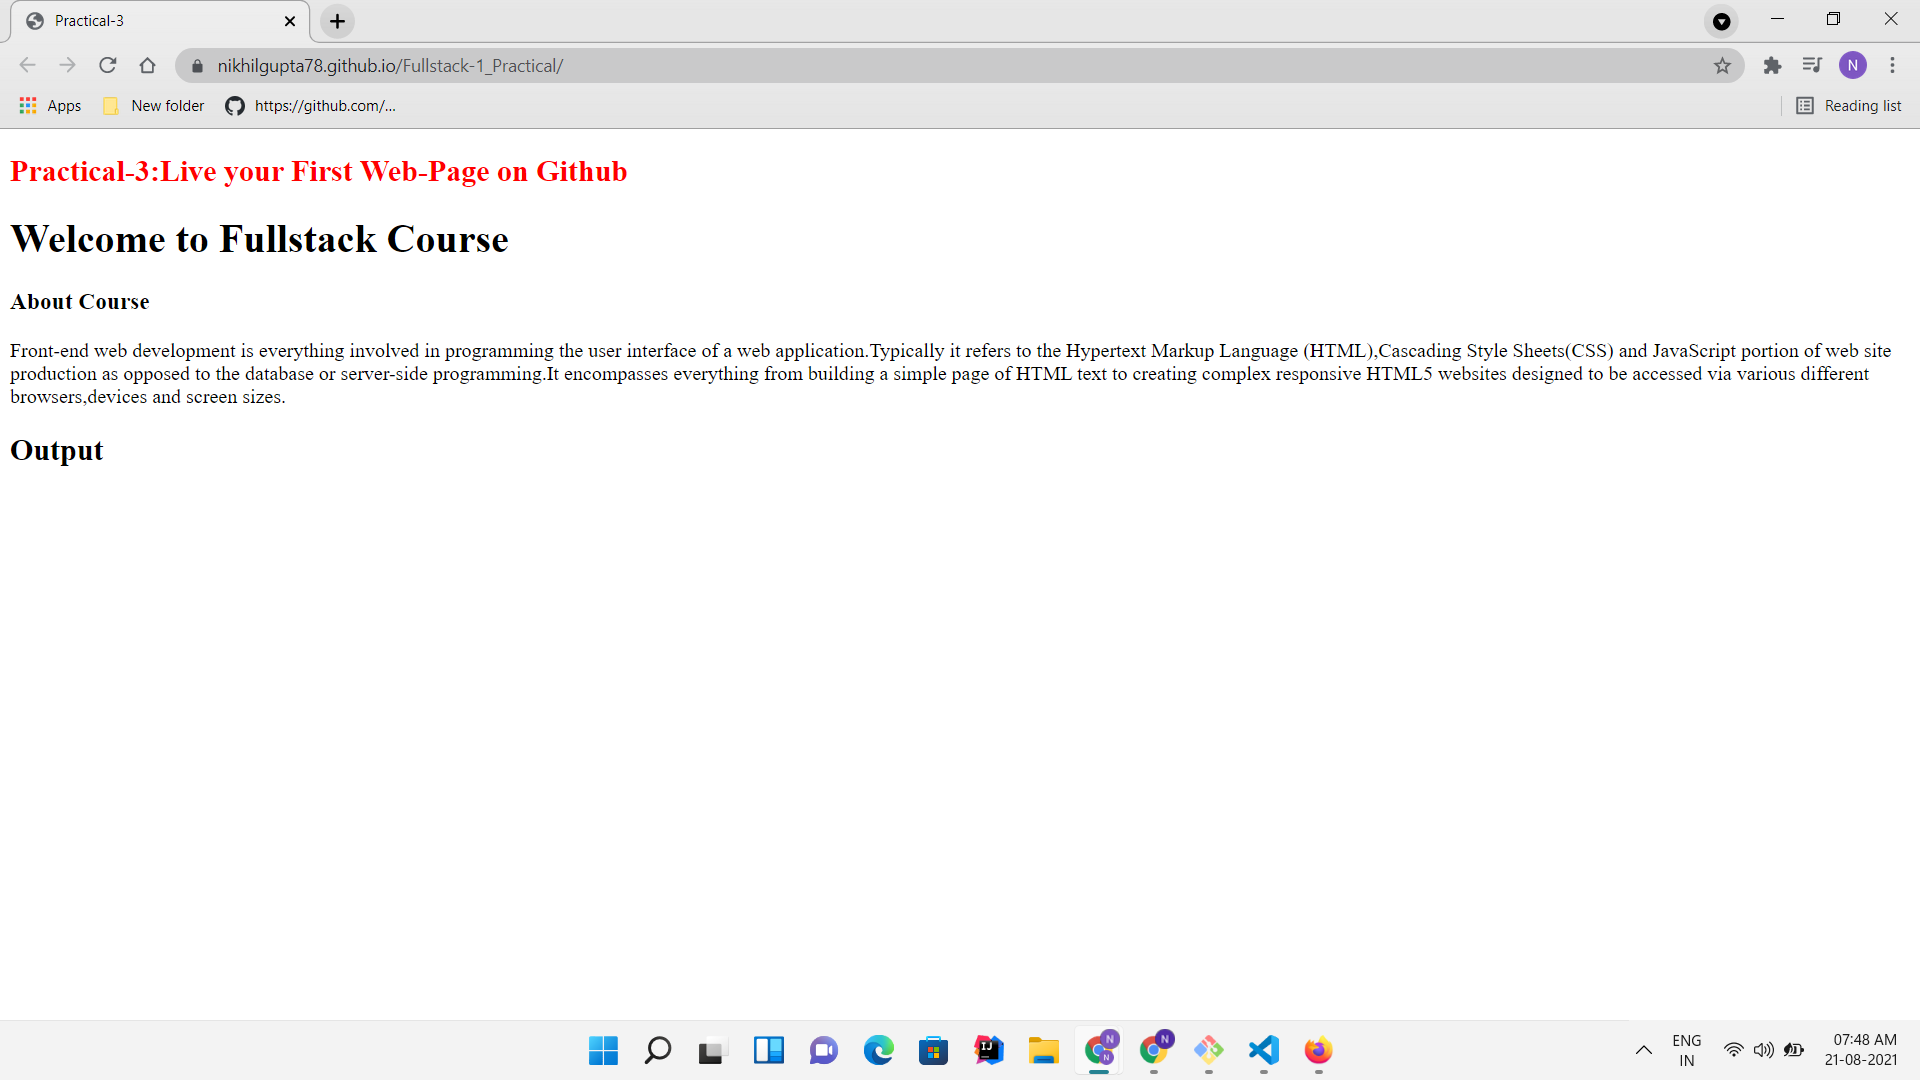 Practical-3
nikhilgupta78.github.io/Fullstack-1_Practical/
N
Apps
New folder
https://github.com/...
Reading list
Practical-3:Live your First Web-Page on Github
Welcome to Fullstack Course
About Course
Front-end web development is everything involved in programming the user interface of a web application.Typically it refers to the Hypertext Markup Language (HTML),Cascading Style Sheets(CSS) and JavaScript portion of web site
production as opposed to the database or server-side programming.It encompasses everything from building a simple page of HTML text to creating complex responsive HTML5 websites designed to be accessed via various different
browsers,devices and screen sizes.
Output
IJ
N
N
N
ENG
IN
07:48 AM
21-08-2021